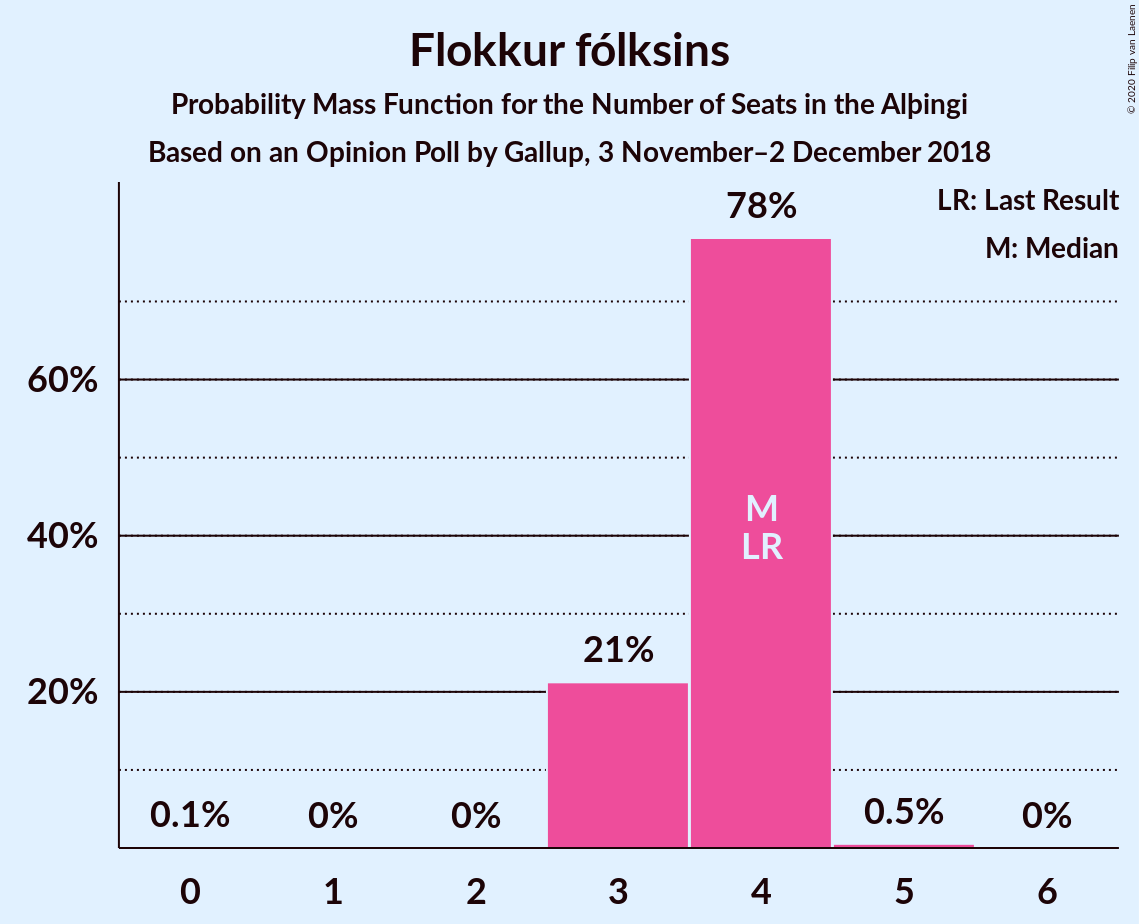 Flokkur fólksins
Probability Mass Function for the Number of Seats in the Alþingi
Based on an Opinion Poll by Gallup, 3 November–2 December 2018
© 2020 Filip van Laenen
LR: Last Result
M: Median
78%
60%
M
40%
LR
21%
20%
0.1% 0% 0% 0.5% 0%
0 1 2 3 4 5 6